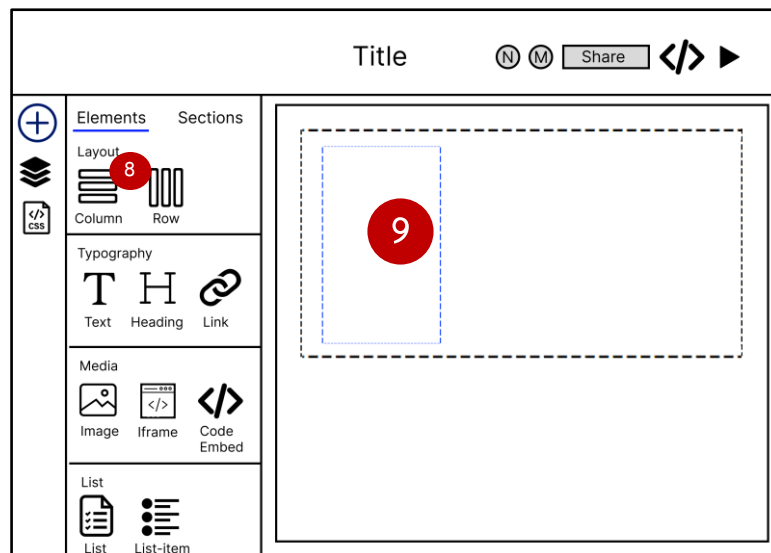 Title
N M Share </>
Elements Sections
Layout
8
Column Row
9
</>
CSS
Typography
T H
Text Heading Link
Media
</> </>
Image Iframe Code
Embed
List
List List-item